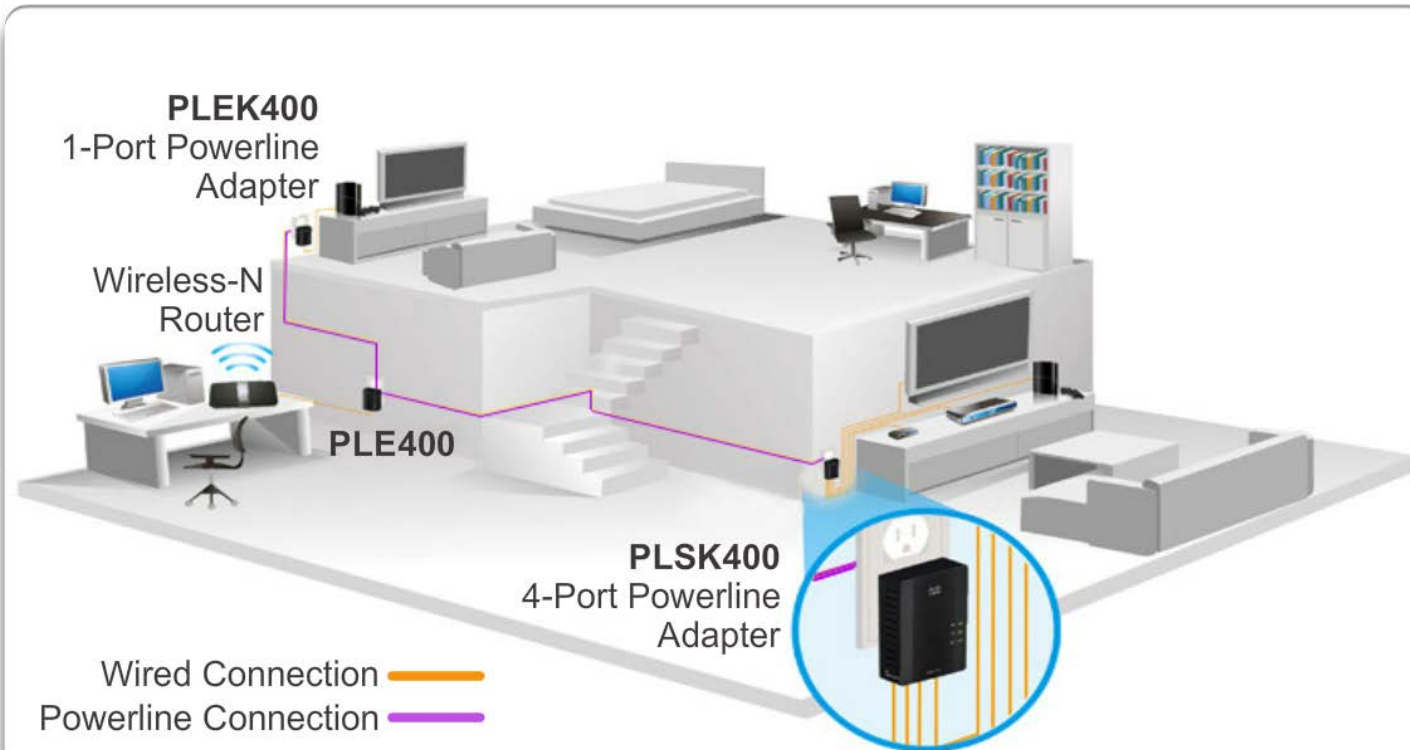 PLEK400
1-Port Powerline
Adapter
Wireless-N
Router
PLE400
PLSK400
4-Port Powerline
Adapter
Wired Connection
Powerline Connection